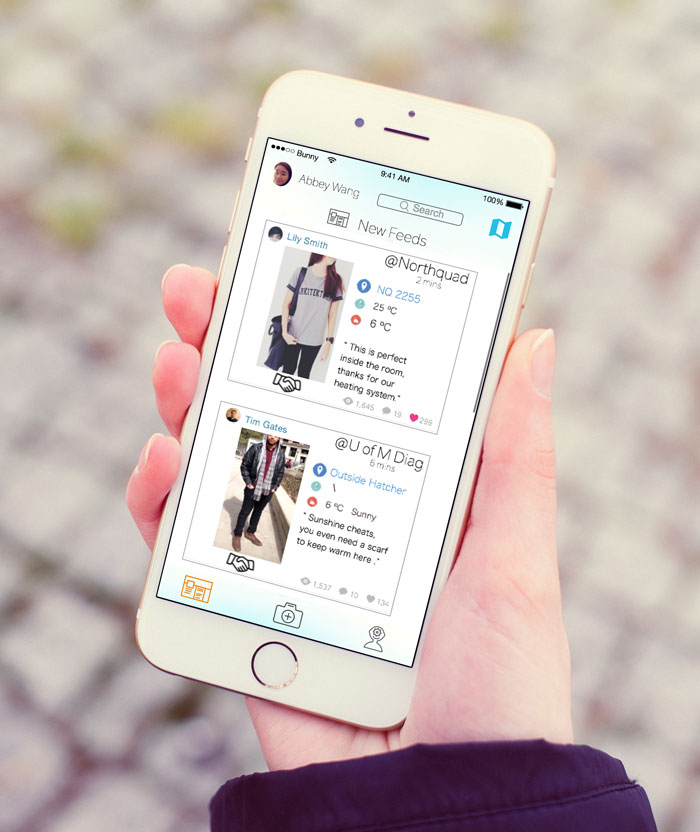 Bunny 9:41 AM 100%
Abbey Wang
Search
New Feeds
Lily Smith
@Northquad
2 mins
NQ 2255
25 ºC
6 ºC
" This is perfect
inside the room,
thanks for our
heating system."
1,645 19 299
Tim Gates
@U of M Diag
5 mins
Outside Hatcher
\
6 ºC Sunny
" Sunshine cheats,
you even need a scarf
to keep warm here ."
1,537 10 134